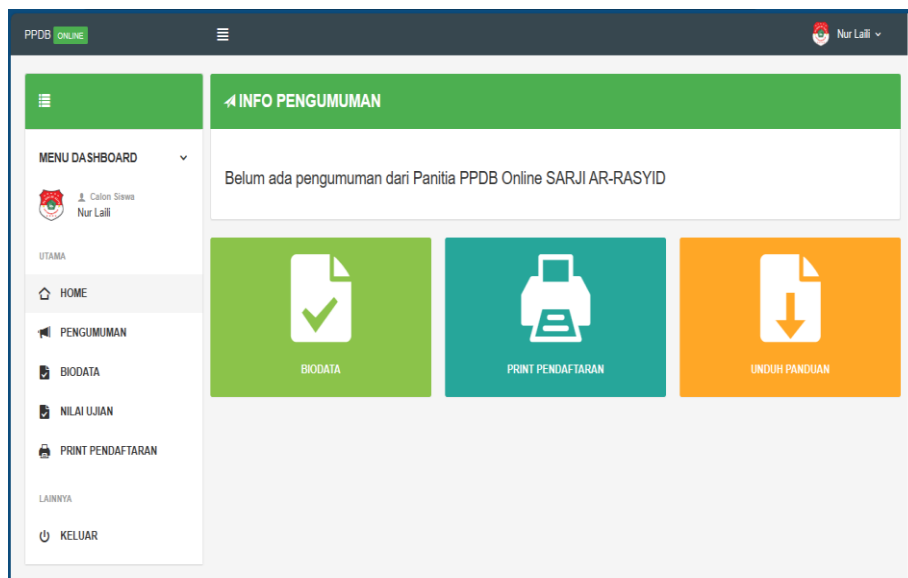 PPDB ONLINE
Nur Laili
INFO PENGUMUMAN
MENU DASHBOARD
Calon Siswa
Nur Laili
Belum ada pengumuman dari Panitia PPDB Online SARJI AR-RASYID
UTAMA
HOME
PENGUMUMAN
BIODATA
NILAI UJIAN
PRINT PENDAFTARAN
LAINNYA
KELUAR
BIODATA
PRINT PENDAFTARAN
UNDUH PANDUAN